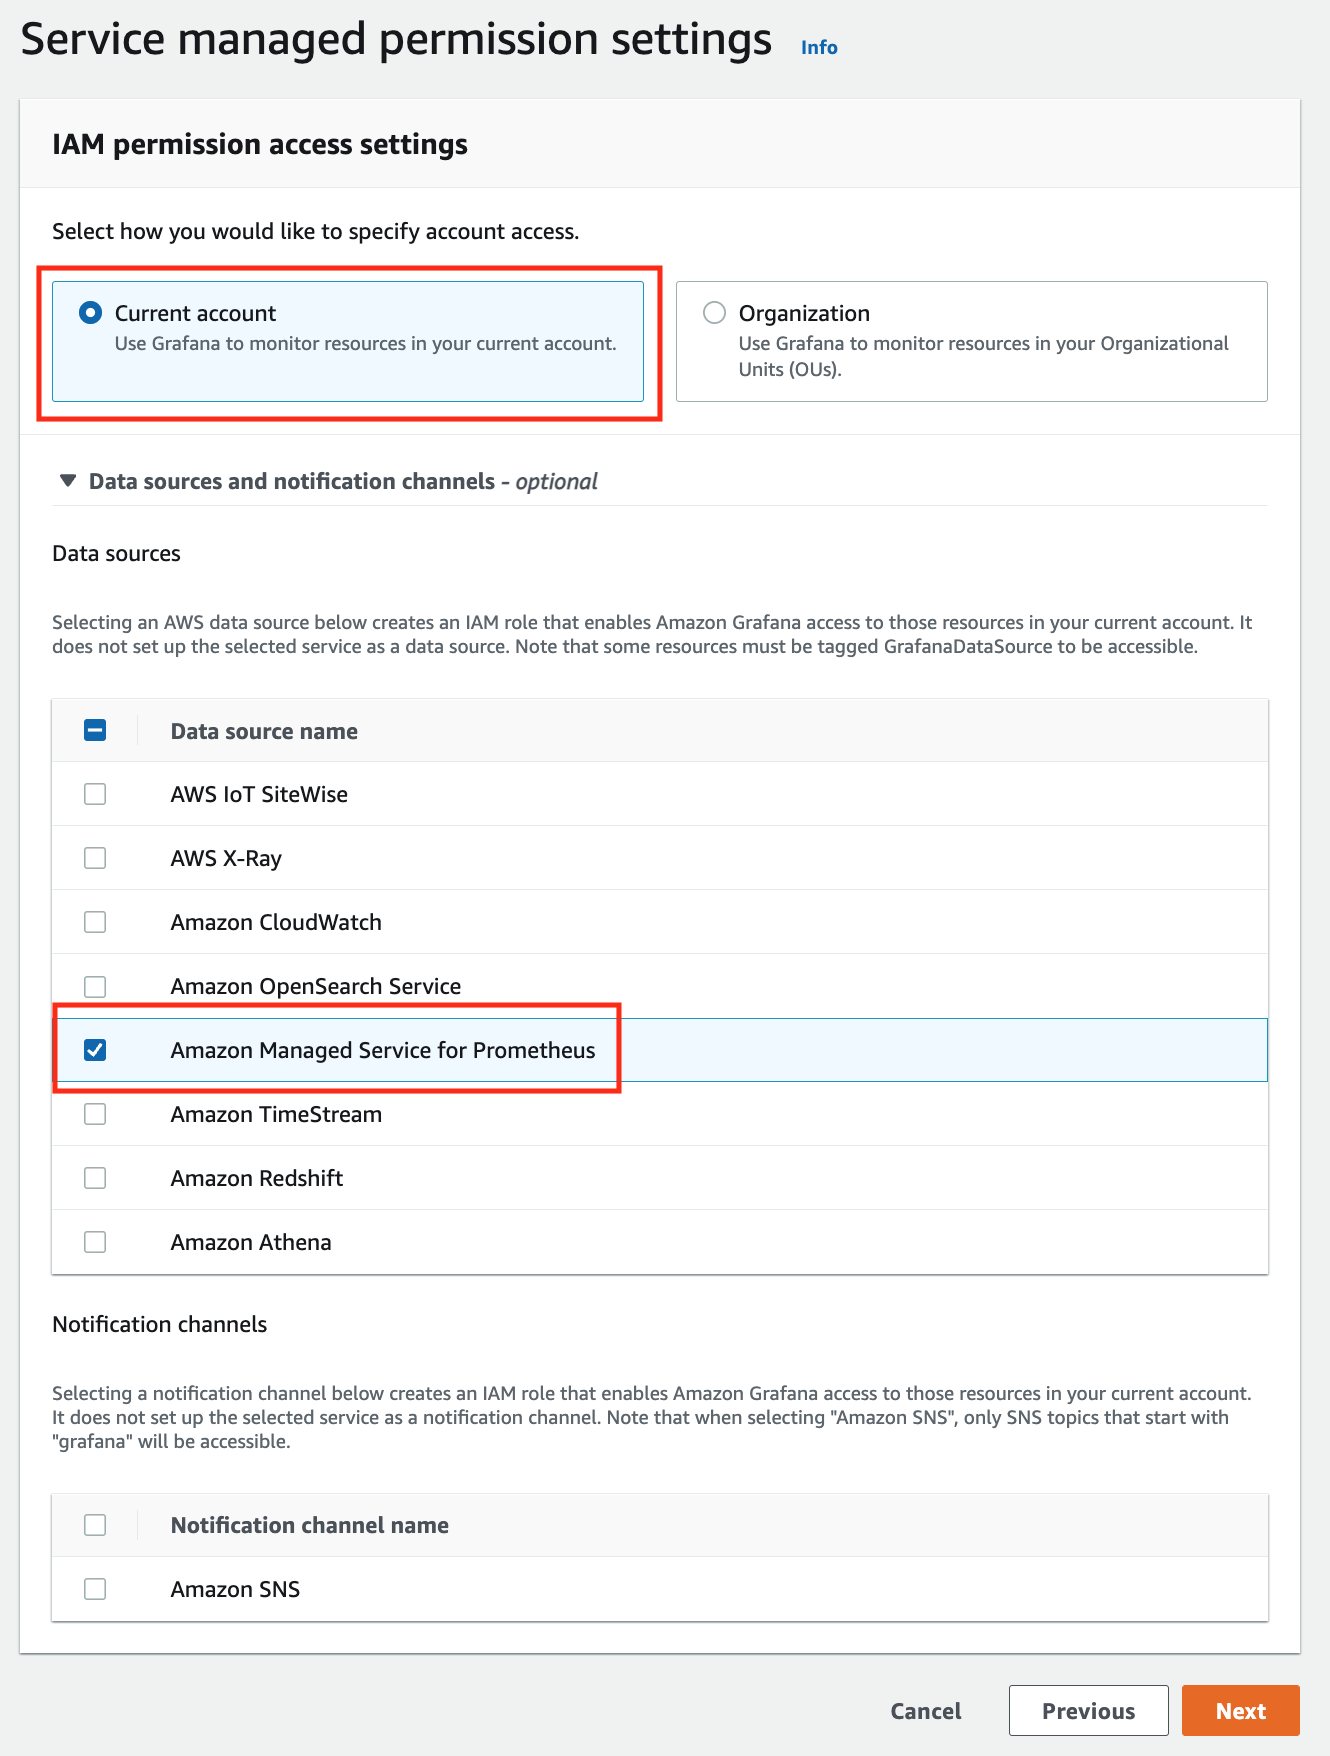 Service managed permission settings Info
IAM permission access settings
Select how you would like to specify account access.
Current account
Use Grafana to monitor resources in your current account.
Organization
Use Grafana to monitor resources in your Organizational
Units (OUs).
Data sources and notification channels - optional
Data sources
Selecting an AWS data source below creates an IAM role that enables Amazon Grafana access to those resources in your current account. It
does not set up the selected service as a data source. Note that some resources must be tagged GrafanaDataSource to be accessible.
Data source name
AWS IoT SiteWise
AWS X-Ray
Amazon CloudWatch
Amazon OpenSearch Service
Amazon Managed Service for Prometheus
Amazon TimeStream
Amazon Redshift
Amazon Athena
Notification channels
Selecting a notification channel below creates an IAM role that enables Amazon Grafana access to those resources in your current account.
It does not set up the selected service as a notification channel. Note that when selecting "Amazon SNS", only SNS topics that start with
"grafana" will be accessible.
Notification channel name
Amazon SNS
Cancel Previous Next